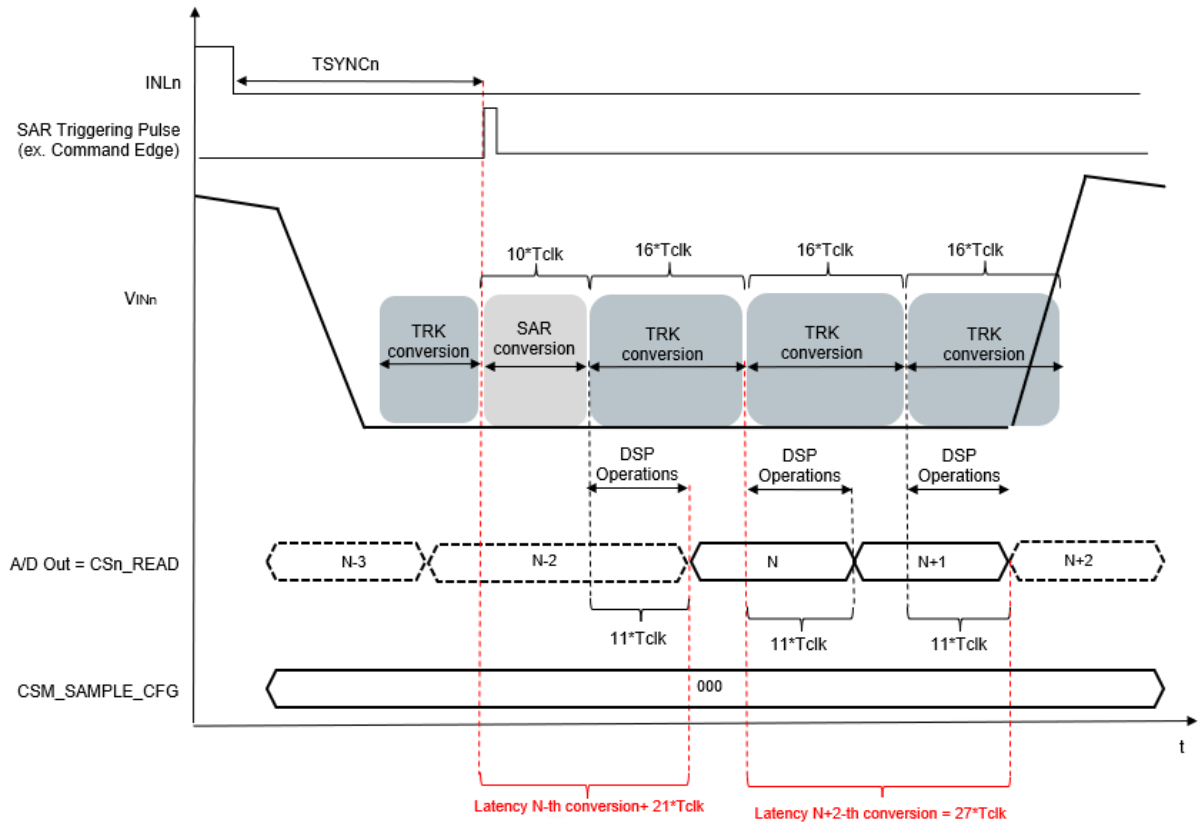 TSYNCn
INLn
SAR Triggering Pulse
(ex. Command Edge)
10*Tclk
16*Tclk
16*Tclk
16*Tclk
VINn
TRK
conversion
SAR
conversion
TRK
conversion
TRK
conversion
TRK
conversion
DSP
Operations
DSP
Operations
DSP
Operations
A/D Out = CSn_READ
N-3
N-2
N
N+1
N+2
11*Tclk
11*Tclk
11*Tclk
CSM_SAMPLE_CFG
000
t
Latency N-th conversion+ 21*Tclk
Latency N+2-th conversion = 27*Tclk